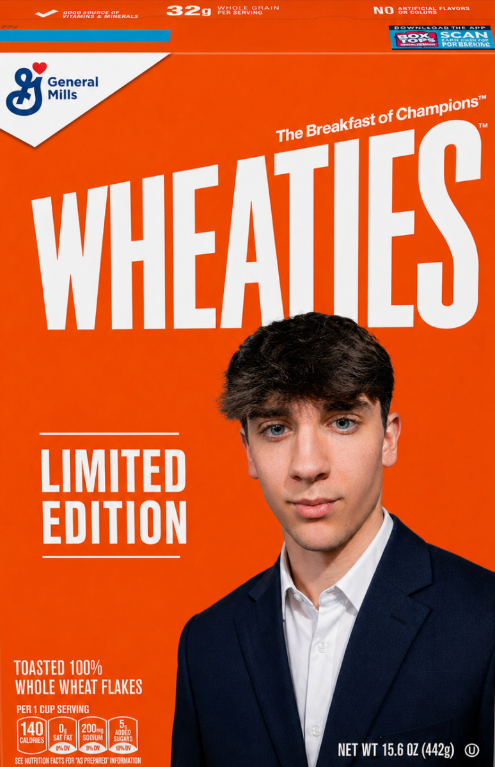 GOOD SOURCE OF
VITAMINS & MINERALS
32g WHOLE GRAIN
PER SERVING
NO ARTIFICIAL FLAVORS
OR COLORS
DOWNLOAD THE APP
BOX TOPS
SCAN
FOR
General
Mills
The Breakfast of Champions™
WHEATIES™
LIMITED
EDITION
TOASTED 100%
WHOLE WHEAT FLAKES
PER 1 CUP SERVING
140
CALORIES
0g
SAT FAT
0% DV
200mg
SODIUM
9% DV
5g
ADDED
SUGARS
10% DV
SEE NUTRITION FACTS FOR "AS PREPARED" INFORMATION
NET WT 15.6 OZ (442g) U